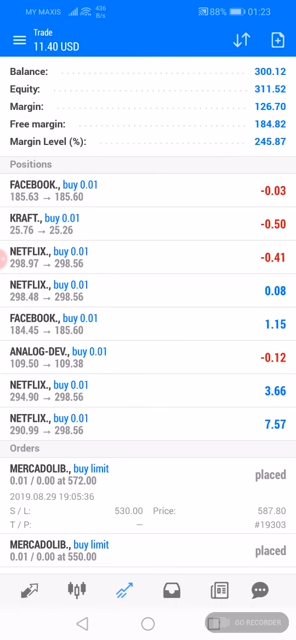 MY MAXIS 436 B/s 88% 01:23
Trade
11.40 USD
Balance: 300.12
Equity: 311.52
Margin: 126.70
Free margin: 184.82
Margin Level (%): 245.87
Positions
FACEBOOK., buy 0.01 -0.03
185.63 → 185.60
KRAFT., buy 0.01 -0.50
25.76 → 25.26
NETFLIX., buy 0.01 -0.41
298.97 → 298.56
NETFLIX., buy 0.01 0.08
298.48 → 298.56
FACEBOOK., buy 0.01 1.15
184.45 → 185.60
ANALOG-DEV., buy 0.01 -0.12
109.50 → 109.38
NETFLIX., buy 0.01 3.66
294.90 → 298.56
NETFLIX., buy 0.01 7.57
290.99 → 298.56
Orders
MERCADOLIB., buy limit placed
0.01 / 0.00 at 572.00
2019.08.29 19:05:36
S / L: 530.00 Price: 587.80
T / P: – #19303
MERCADOLIB., buy limit placed
0.01 / 0.00 at 550.00
GO RECORDER